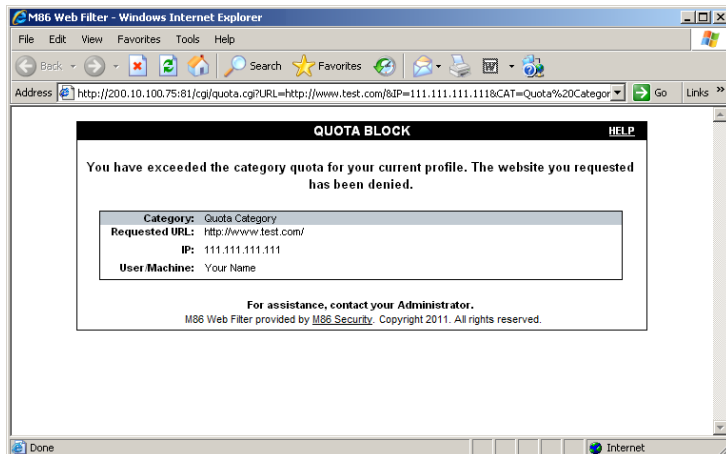 M86 Web Filter - Windows Internet Explorer
File Edit View Favorites Tools Help
Back Search Favorites
Address http://200.10.100.75:81/cgi/quota.cgi?URL=http://www.test.com/&IP=111.111.111.111&CAT=Quota%20Categor Go Links »
QUOTA BLOCK HELP
You have exceeded the category quota for your current profile. The website you requested
has been denied.
Category: Quota Category
Requested URL: http://www.test.com/
IP: 111.111.111.111
User/Machine: Your Name
For assistance, contact your Administrator.
M86 Web Filter provided by M86 Security. Copyright 2011. All rights reserved.
Done Internet